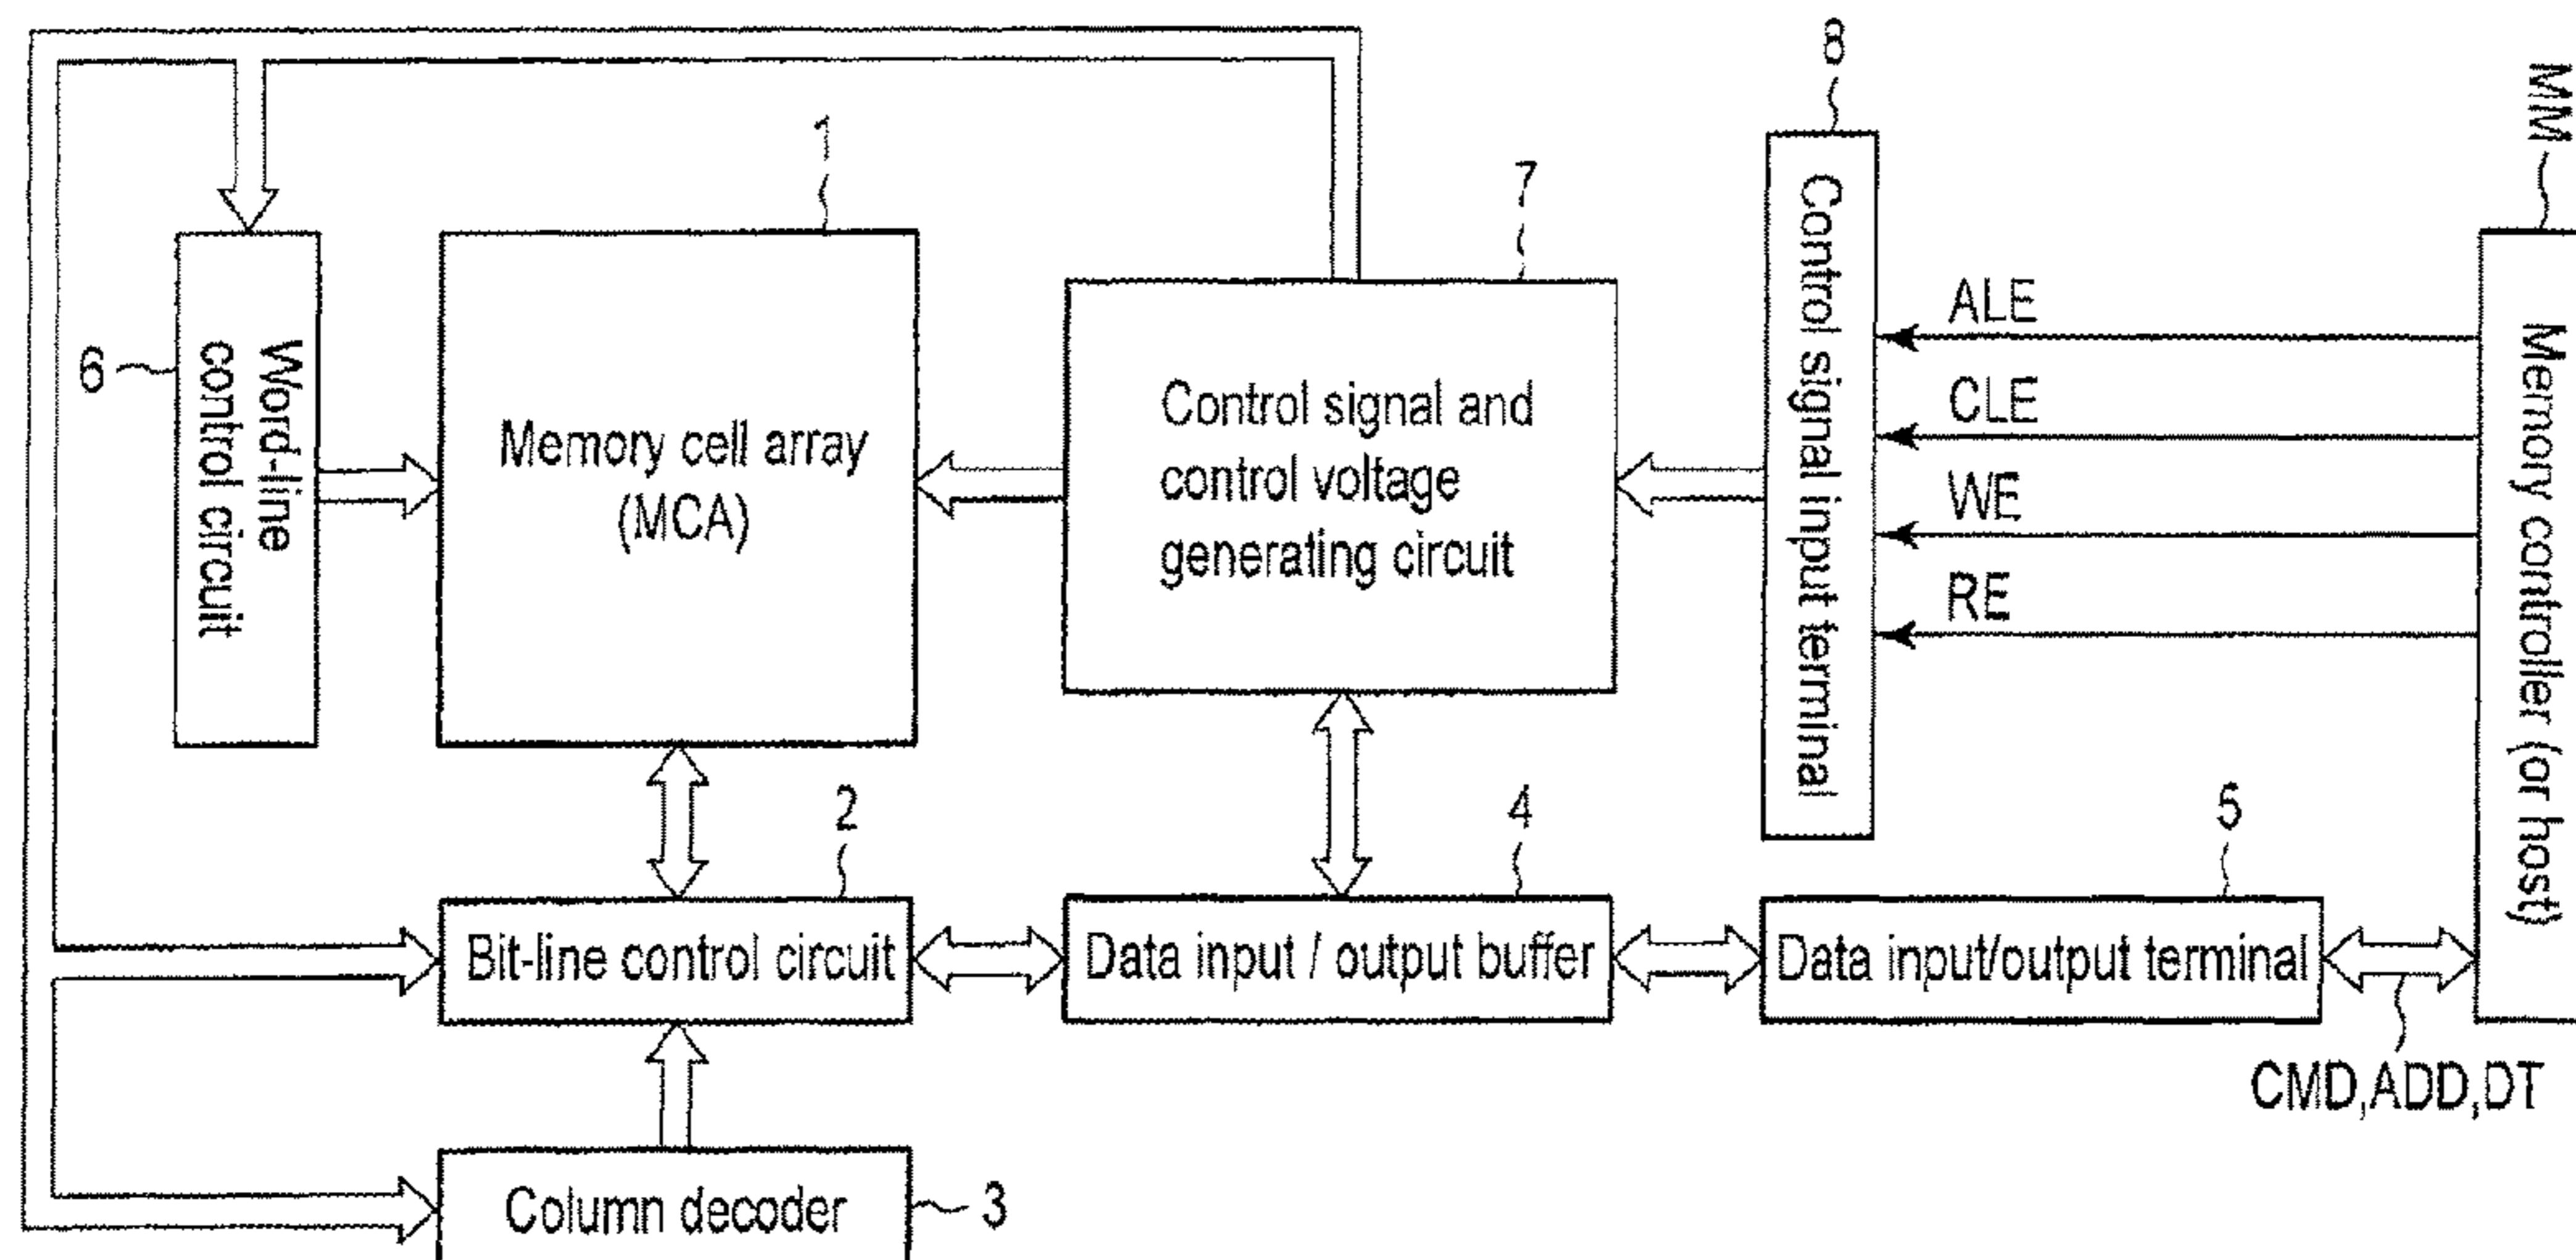 8
MM
1
7
Control signal input terminal
ALE
CLE
WE
RE
Memory controller (or host)
6
Word-line
control circuit
Memory cell array
(MCA)
Control signal and
control voltage
generating circuit
2
4
5
Bit-line control circuit
Data input / output buffer
Data input/output terminal
CMD,ADD,DT
Column decoder
3